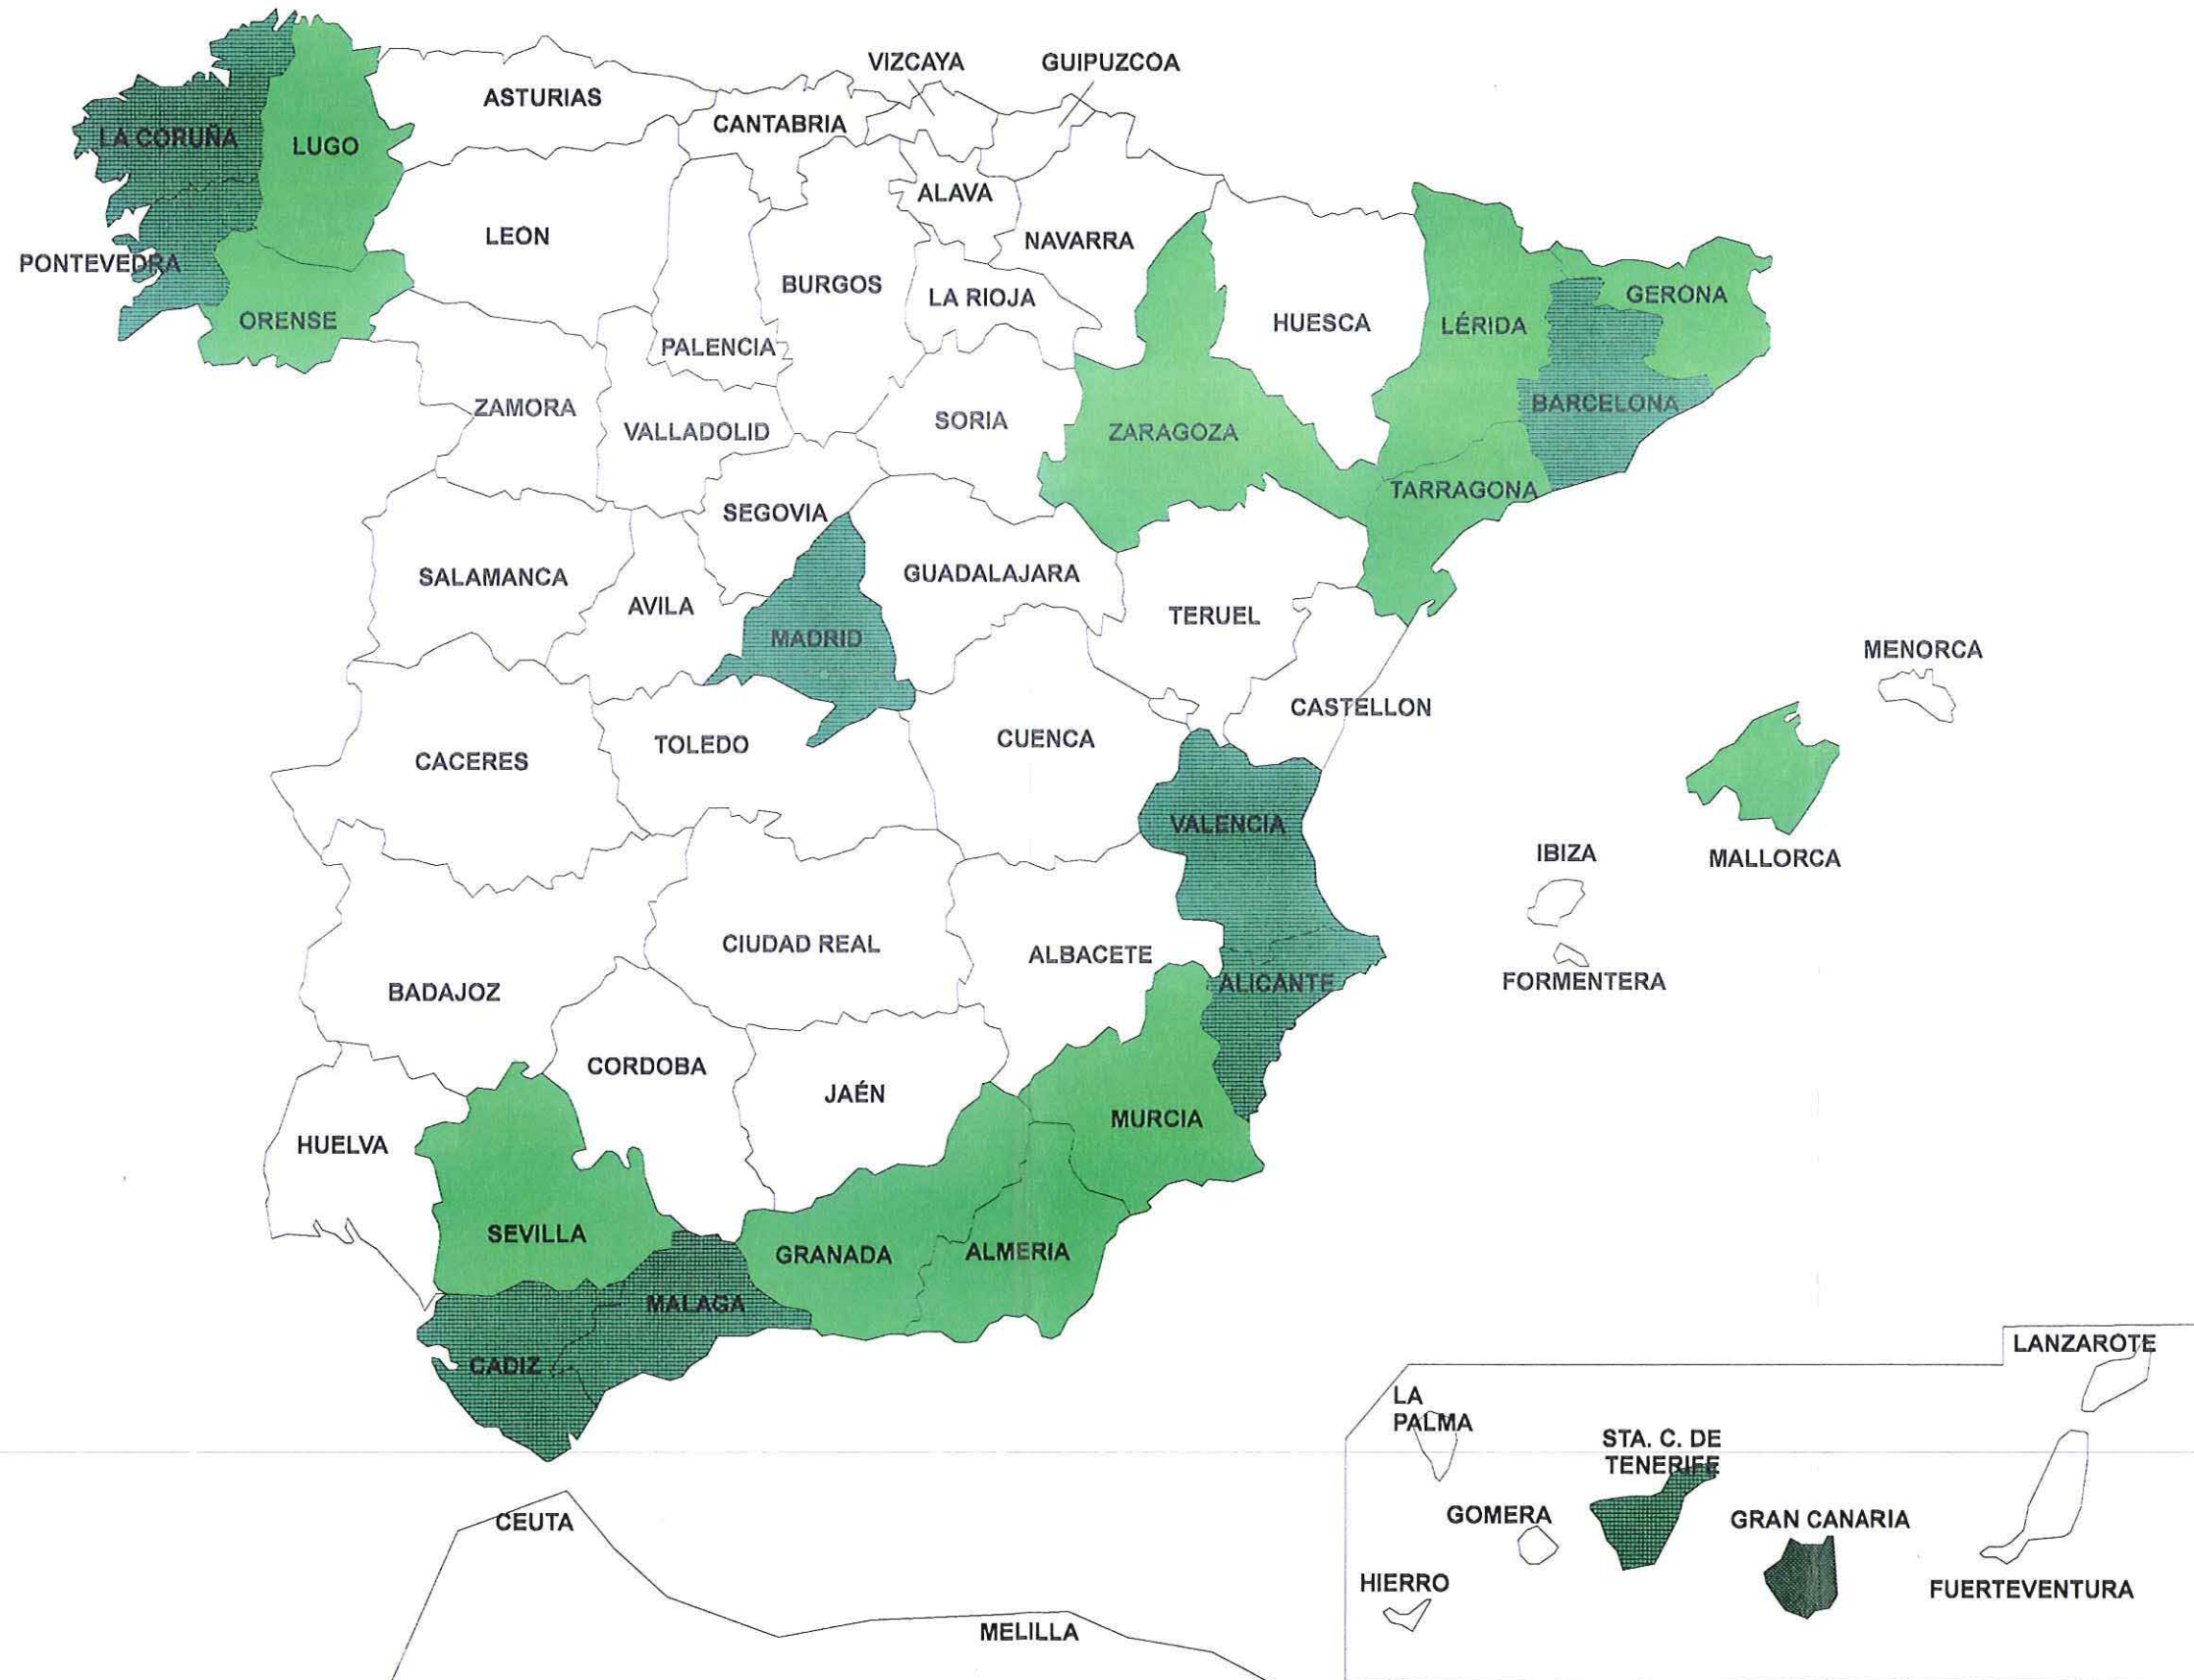 VIZCAYA
GUIPUZCOA
ASTURIAS
CANTABRIA
LA CORUÑA
LUGO
ALAVA
LEON
NAVARRA
PONTEVEDRA
BURGOS
LA RIOJA
GERONA
ORENSE
HUESCA
LÉRIDA
PALENCIA
BARCELONA
ZAMORA
SORIA
VALLADOLID
ZARAGOZA
TARRAGONA
SEGOVIA
GUADALAJARA
SALAMANCA
AVILA
TERUEL
MADRID
MENORCA
CASTELLON
CUENCA
TOLEDO
CACERES
VALENCIA
IBIZA
MALLORCA
CIUDAD REAL
ALBACETE
FORMENTERA
ALICANTE
BADAJOZ
CORDOBA
JAÉN
MURCIA
HUELVA
SEVILLA
ALMERIA
GRANADA
MALAGA
LANZAROTE
CADIZ
LA
PALMA
STA. C. DE
TENERIFE
GOMERA
GRAN CANARIA
CEUTA
HIERRO
FUERTEVENTURA
MELILLA